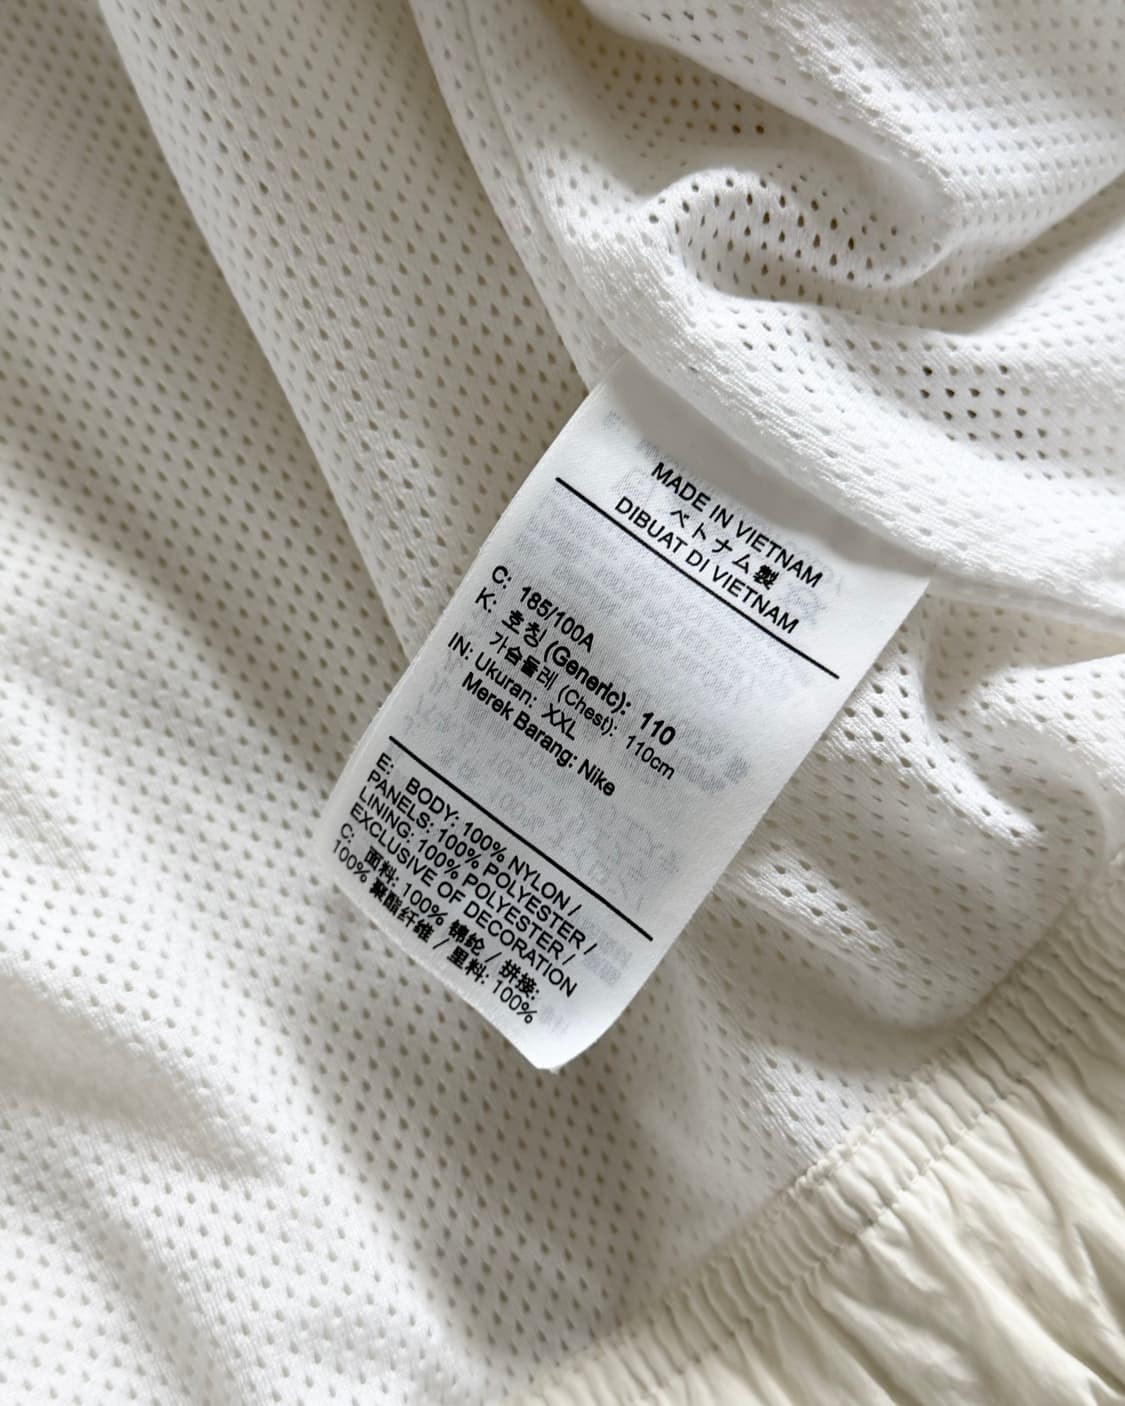 MADE IN VIETNAM
ベトナム製
DIBUAT DI VIETNAM
C: 185/100A
K: 호칭 (Generic): 110
가슴둘레 (Chest): 110cm
IN: Ukuran: XXL
Merek Barang: Nike
E: BODY: 100% NYLON /
PANELS: 100% POLYESTER /
LINING: 100% POLYESTER /
EXCLUSIVE OF DECORATION
C: 面料: 100% 锦纶 / 拼接:
100% 聚酯纤维 / 里料: 100%